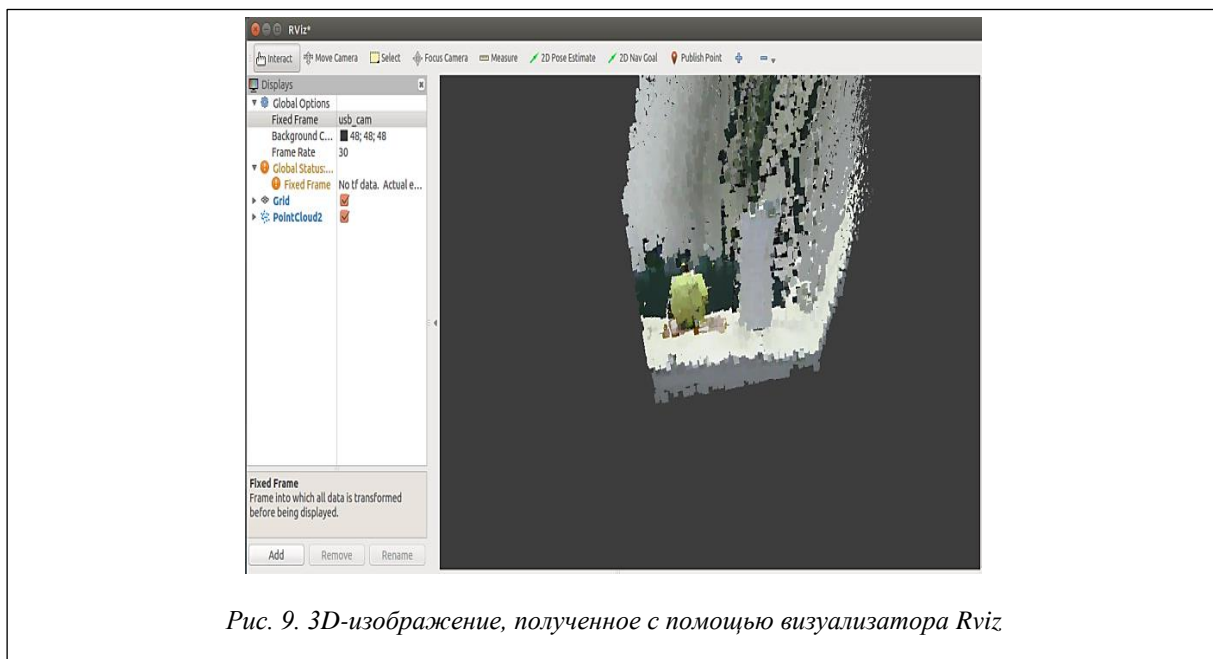 RViz*
Interact Move Camera Select Focus Camera Measure 2D Pose Estimate 2D Nav Goal Publish Point
Displays
Global Options
Fixed Frame usb_cam
Background C... 48; 48; 48
Frame Rate 30
Global Status:...
Fixed Frame No tf data. Actual e...
Grid
PointCloud2
Fixed Frame
Frame into which all data is transformed
before being displayed.
Add Remove Rename
Рис. 9. 3D-изображение, полученное с помощью визуализатора Rviz